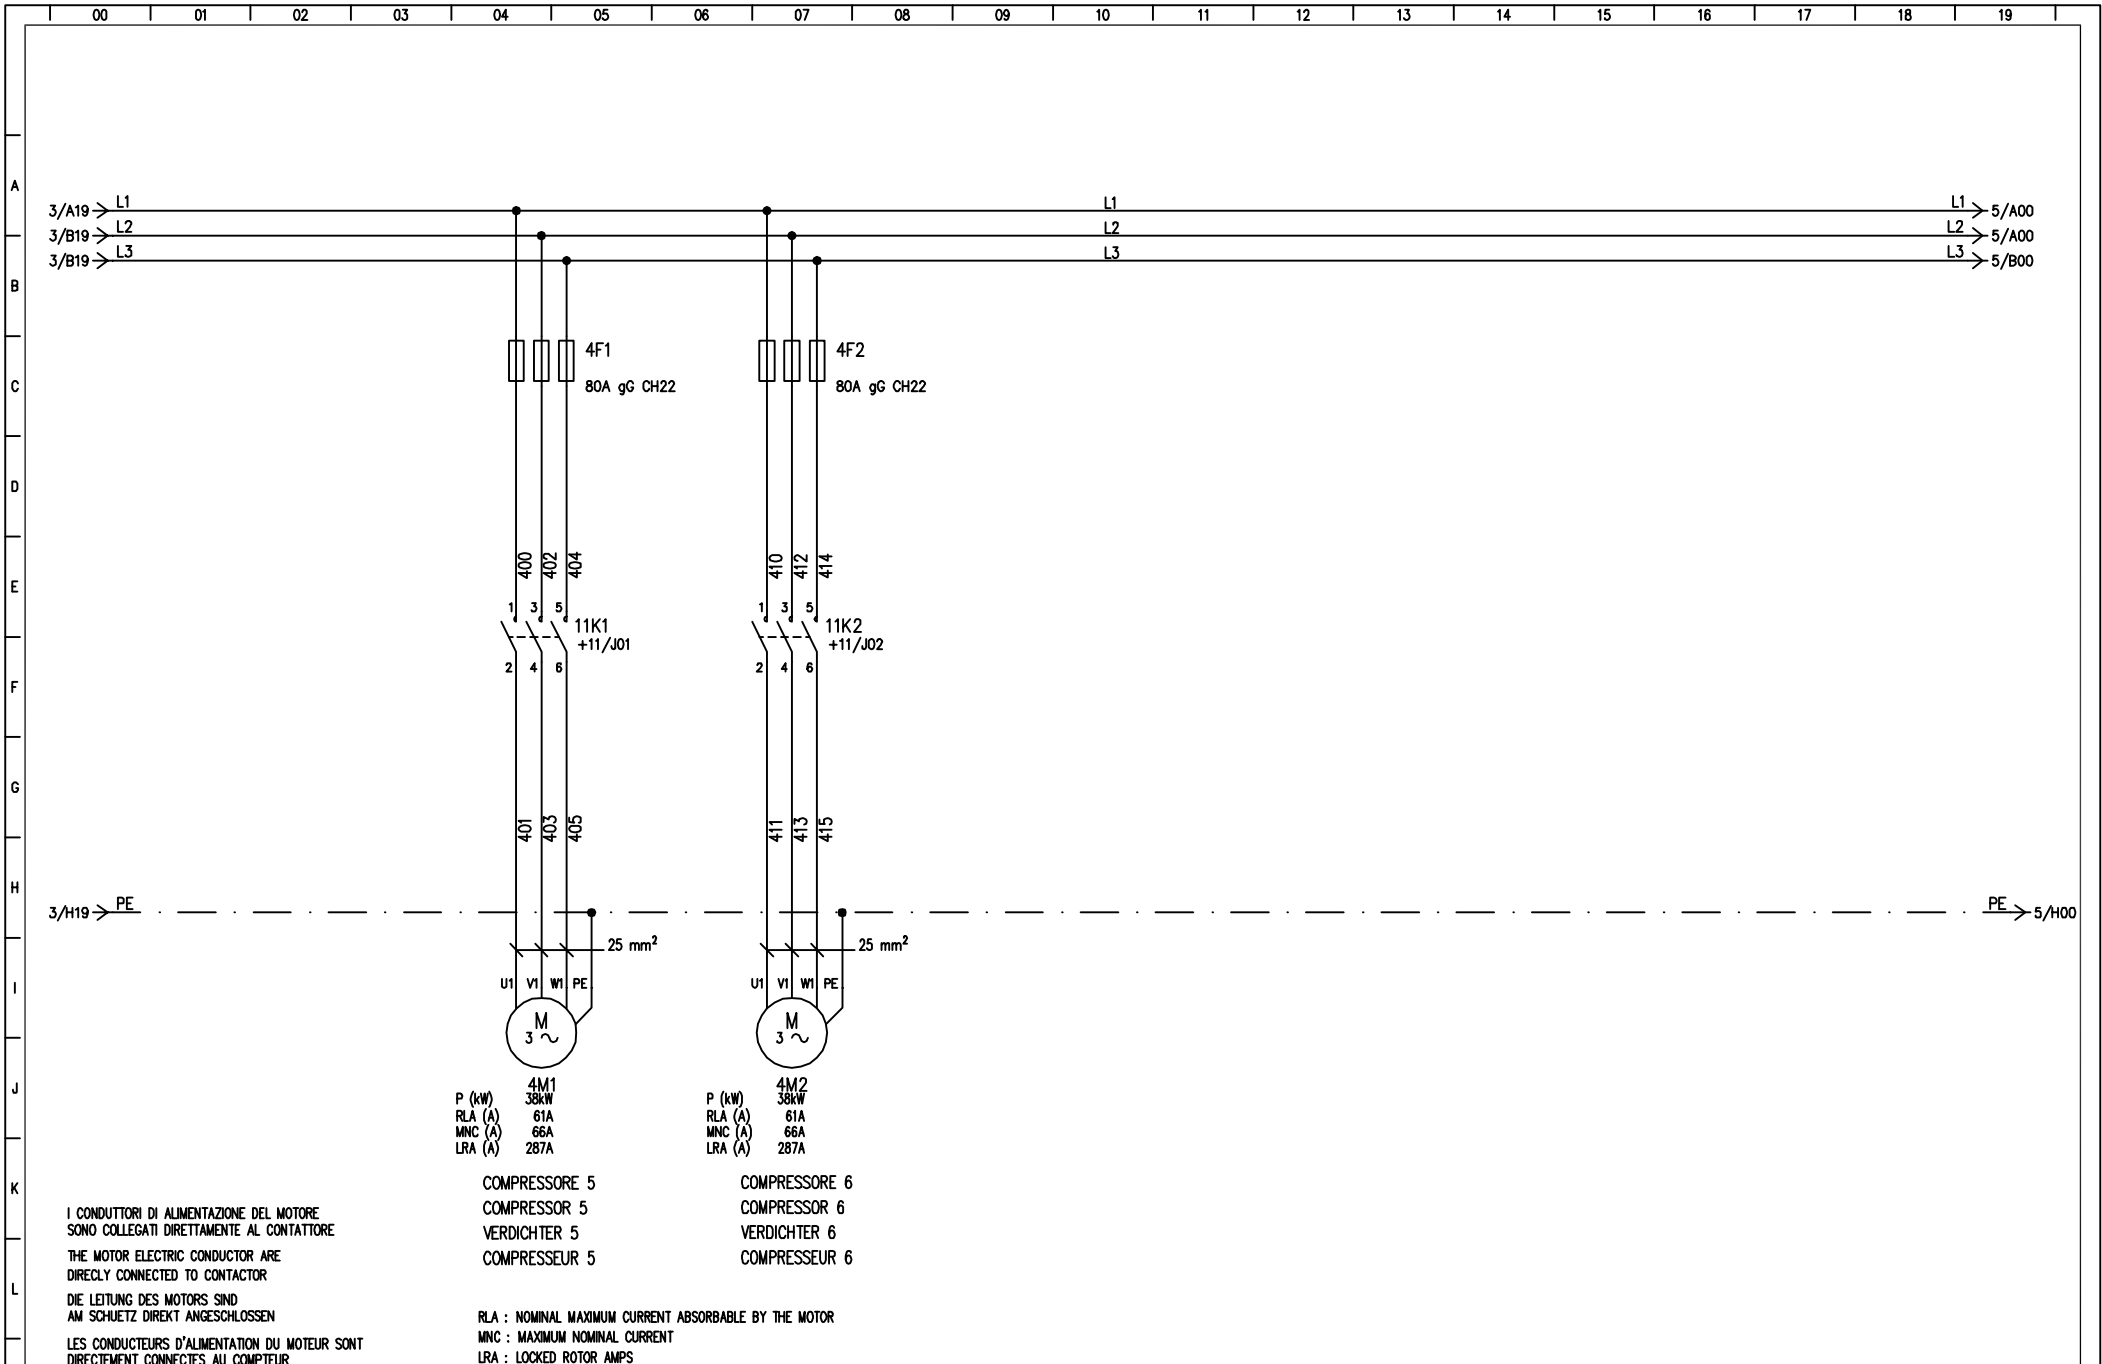 00 01 02 03 04 05 06 07 08 09 10 11 12 13 14 15 16 17 18 19
A
3/A19 L1 L1 L1 5/A00
3/B19 L2 L2 L2 5/A00
3/B19 L3 L3 L3 5/B00
B
4F1 4F2
C
80A gG CH22 80A gG CH22
D
400 402 404 410 412 414
E
1 3 5 1 3 5
11K1 11K2
+11/J01 +11/J02
2 4 6 2 4 6
F
G
401 403 405 411 413 415
H
3/H19 PE PE 5/H00
25 mm² 25 mm²
I
U1 V1 W1 PE U1 V1 W1 PE
M M
3 ~ 3 ~
J
4M1 4M2
P (kW) 38kW P (kW) 38kW
RLA (A) 61A RLA (A) 61A
MNC (A) 66A MNC (A) 66A
LRA (A) 287A LRA (A) 287A
K
COMPRESSORE 5 COMPRESSORE 6
COMPRESSOR 5 COMPRESSOR 6
VERDICHTER 5 VERDICHTER 6
COMPRESSEUR 5 COMPRESSEUR 6
I CONDUTTORI DI ALIMENTAZIONE DEL MOTORE
SONO COLLEGATI DIRETTAMENTE AL CONTATTORE
THE MOTOR ELECTRIC CONDUCTOR ARE
DIRECLY CONNECTED TO CONTACTOR
L
DIE LEITUNG DES MOTORS SIND
AM SCHUETZ DIREKT ANGESCHLOSSEN
LES CONDUCTEURS D'ALIMENTATION DU MOTEUR SONT
DIRECTEMENT CONNECTES AU COMPTEUR
RLA : NOMINAL MAXIMUM CURRENT ABSORBABLE BY THE MOTOR
MNC : MAXIMUM NOMINAL CURRENT
LRA : LOCKED ROTOR AMPS